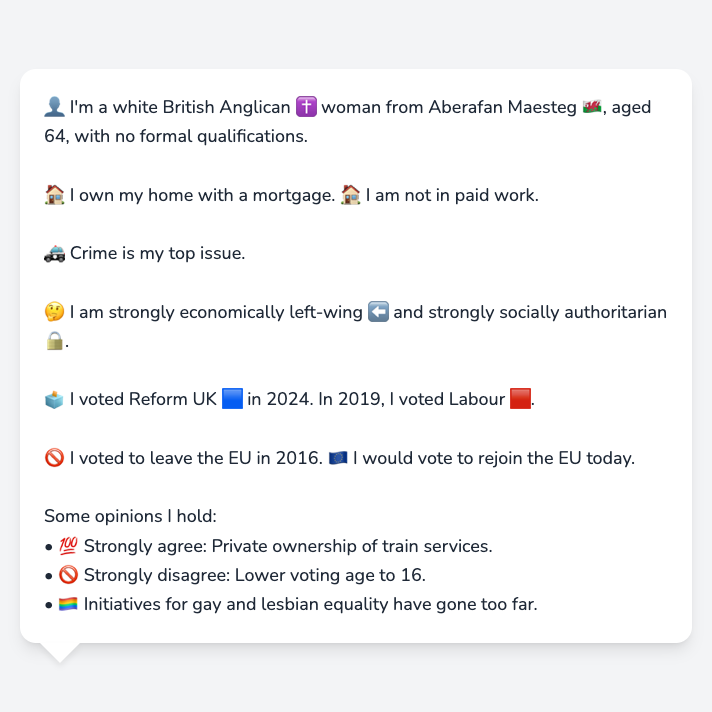 👤 I'm a white British Anglican ✝️ woman from Aberafan Maesteg 🏴󠁧󠁢󠁷󠁬󠁳󠁿, aged
64, with no formal qualifications.
🏠 I own my home with a mortgage. 🏠 I am not in paid work.
🚓 Crime is my top issue.
🤔 I am strongly economically left-wing ⬅️ and strongly socially authoritarian
🔒.
🗳️ I voted Reform UK 🟦 in 2024. In 2019, I voted Labour 🟥.
🚫 I voted to leave the EU in 2016. 🇪🇺 I would vote to rejoin the EU today.
Some opinions I hold:
• 💯 Strongly agree: Private ownership of train services.
• 🚫 Strongly disagree: Lower voting age to 16.
• 🏳️‍🌈 Initiatives for gay and lesbian equality have gone too far.